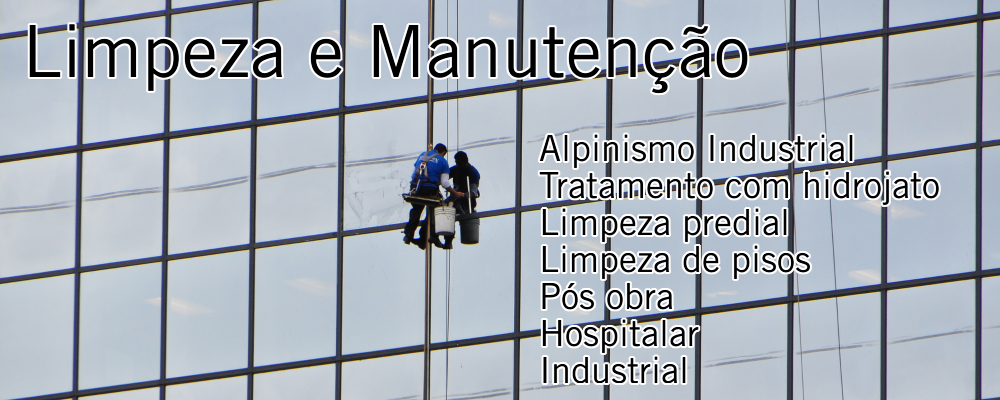 Limpeza e Manutenção
Alpinismo Industrial
Tratamento com hidrojato
Limpeza predial
Limpeza de pisos
Pós obra
Hospitalar
Industrial